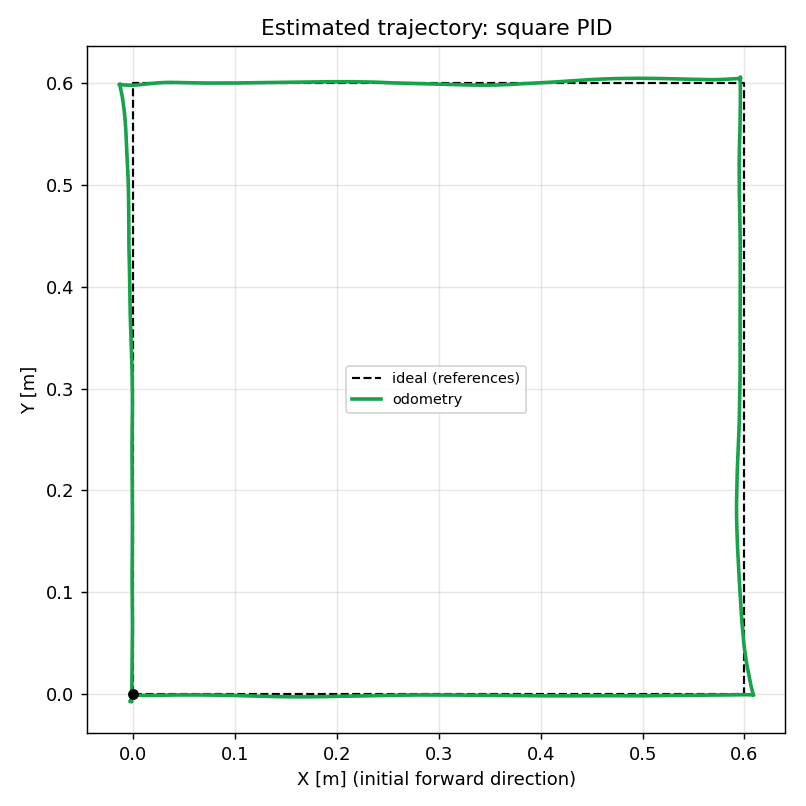 Estimated trajectory: square PID
0.6
0.5
0.4
0.3
0.2
0.1
0.0
Y [m]
ideal (references)
odometry
0.0 0.1 0.2 0.3 0.4 0.5 0.6
X [m] (initial forward direction)